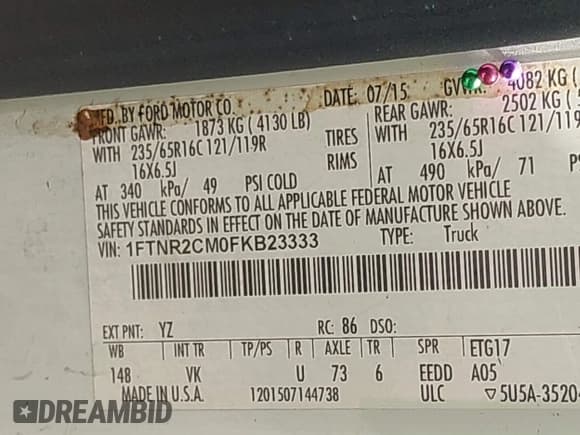 MFD. BY FORD MOTOR CO. DATE: 07/15 GVWR: 4082 KG (
FRONT GAWR: 1873 KG ( 4130 LB) REAR GAWR: 2502 KG (
WITH 235/65R16C 121/119R TIRES WITH 235/65R16C 121/119
16X6.5J RIMS 16X6.5J
AT 340 kPa/ 49 PSI COLD AT 490 kPa/ 71
THIS VEHICLE CONFORMS TO ALL APPLICABLE FEDERAL MOTOR VEHICLE
SAFETY STANDARDS IN EFFECT ON THE DATE OF MANUFACTURE SHOWN ABOVE.
VIN: 1FTNR2CM0FKB23333 TYPE: Truck
EXT PNT: YZ RC: 86 DSO:
WB INT TR TP/PS R AXLE TR SPR ETG17
148 VK U 73 6 EEDD A05
MADE IN U.S.A. 1201507144738 ULC ▽5U5A-3520
DREAMBID